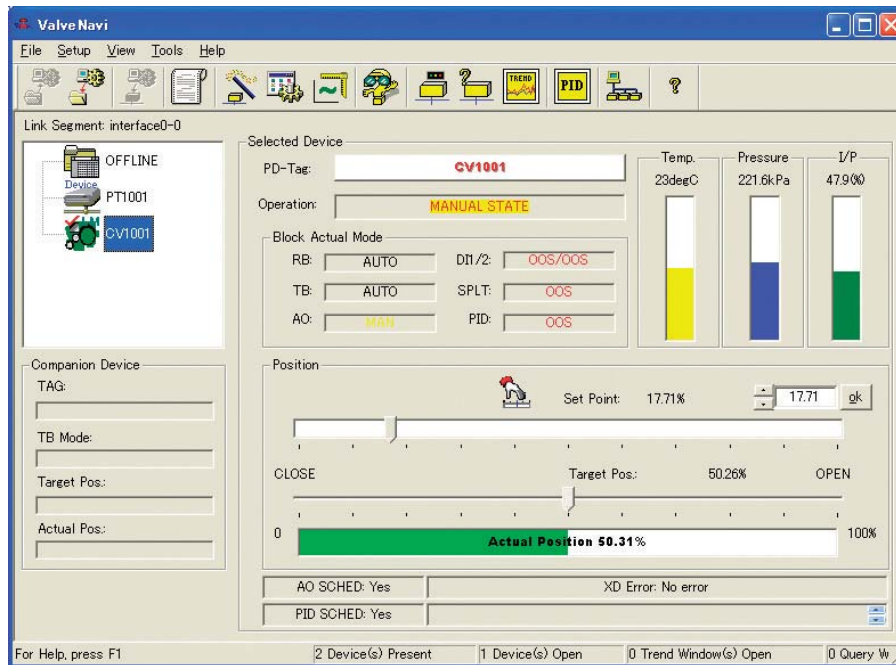 ValveNavi
File Setup View Tools Help
TREND PID ?
Link Segment: interface0-0
OFFLINE
Device
PT1001
CV1001
Selected Device
PD-Tag: CV1001
Operation: MANUAL STATE
Block Actual Mode
RB: AUTO DI1/2: OOS/OOS
TB: AUTO SPLT: OOS
AO: MAN PID: OOS
Temp. Pressure I/P
23degC 221.6kPa 47.9(%)
Companion Device
TAG:
TB Mode:
Target Pos.:
Actual Pos.:
Position
Set Point: 17.71% 17.71 ok
CLOSE Target Pos.: 50.26% OPEN
0 Actual Position 50.31% 100%
AO SCHED: Yes XD Error: No error
PID SCHED: Yes
For Help, press F1 2 Device(s) Present 1 Device(s) Open 0 Trend Window(s) Open 0 Query W